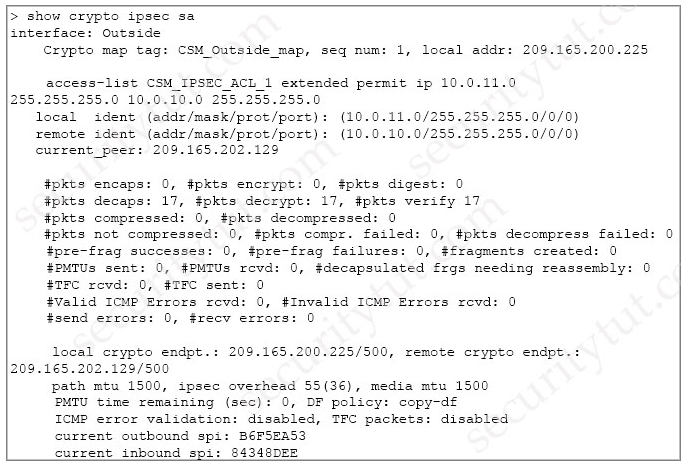 > show crypto ipsec sa
interface: Outside
Crypto map tag: CSM_Outside_map, seq num: 1, local addr: 209.165.200.225
access-list CSM_IPSEC_ACL_1 extended permit ip 10.0.11.0
255.255.255.0 10.0.10.0 255.255.255.0
local ident (addr/mask/prot/port): (10.0.11.0/255.255.255.0/0/0)
remote ident (addr/mask/prot/port): (10.0.10.0/255.255.255.0/0/0)
current_peer: 209.165.202.129
#pkts encaps: 0, #pkts encrypt: 0, #pkts digest: 0
#pkts decaps: 17, #pkts decrypt: 17, #pkts verify 17
#pkts compressed: 0, #pkts decompressed: 0
#pkts not compressed: 0, #pkts compr. failed: 0, #pkts decompress failed: 0
#pre-frag successes: 0, #pre-frag failures: 0, #fragments created: 0
#PMTUs sent: 0, #PMTUs rcvd: 0, #decapsulated frgs needing reassembly: 0
#TFC rcvd: 0, #TFC sent: 0
#Valid ICMP Errors rcvd: 0, #Invalid ICMP Errors rcvd: 0
#send errors: 0, #recv errors: 0
local crypto endpt.: 209.165.200.225/500, remote crypto endpt.:
209.165.202.129/500
path mtu 1500, ipsec overhead 55(36), media mtu 1500
PMTU time remaining (sec): 0, DF policy: copy-df
ICMP error validation: disabled, TFC packets: disabled
current outbound spi: B6F5EA53
current inbound spi: 84348DEE
securitytut.com
securitytut.com
securitytut.com
securitytut.com